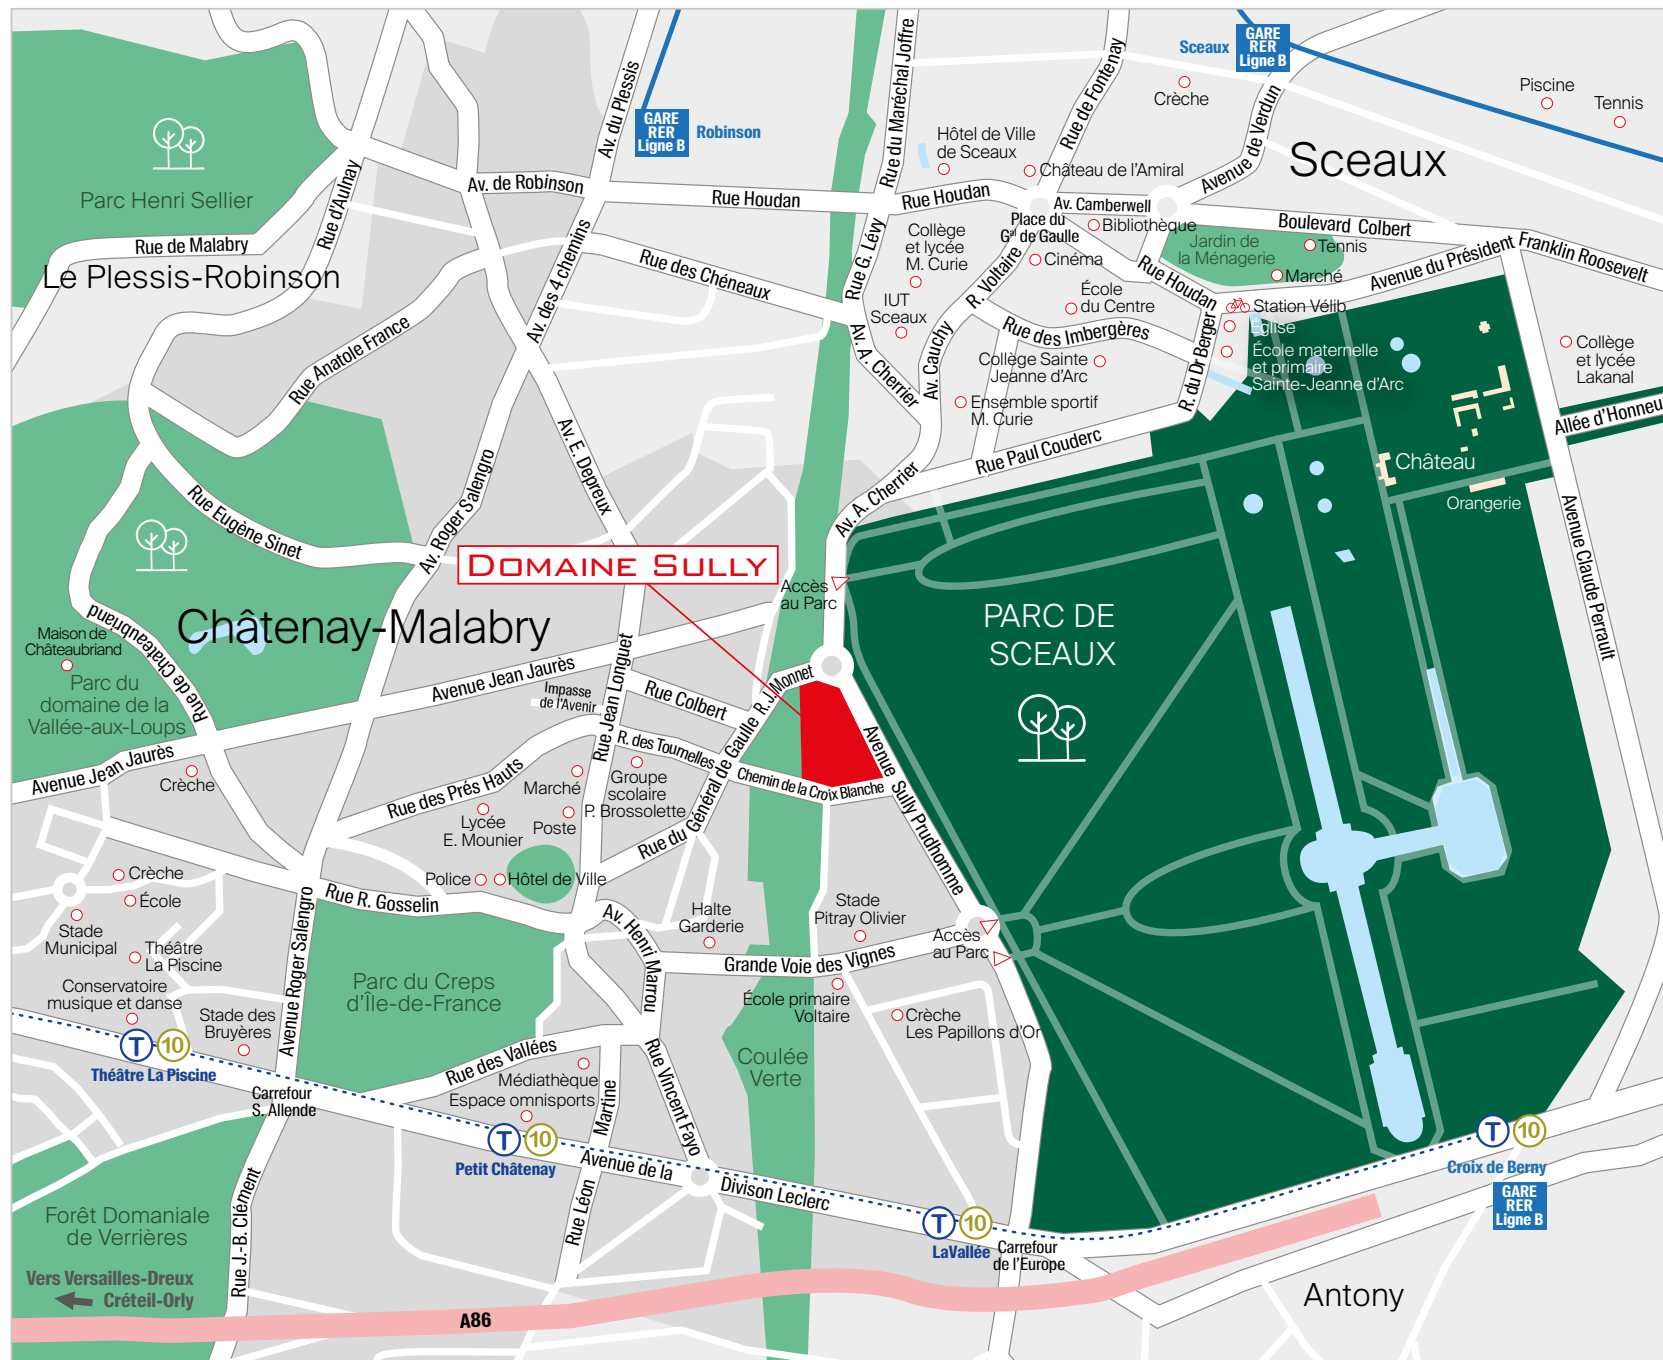 GARE
RER
Ligne B
Sceaux
Piscine
Tennis
Crèche
Av. du Plessis
Rue du Maréchal Joffre
Rue de Fontenay
Avenue de Verdun
GARE
RER
Ligne B
Robinson
Hôtel de Ville
de Sceaux
Château de l'Amiral
Sceaux
Parc Henri Sellier
Rue d'Aulnay
Av. de Robinson
Rue Houdan
Rue Houdan
Av. Camberwell
Place du
Gal de Gaulle
Bibliothèque
Boulevard Colbert
Rue de Malabry
Le Plessis-Robinson
Av. des 4 chemins
Rue des Chéneaux
Rue G. Lévy
Collège
et lycée
M. Curie
R. Voltaire
Cinéma
Rue Houdan
Jardin de
la Ménagerie
Tennis
Marché
Avenue du Président Franklin Roosevelt
IUT
Sceaux
École
du Centre
Station Vélib
Église
Rue Anatole France
Av. A. Cherrier
Av. Cauchy
Rue des Imbergères
R. du Dr Berger
École maternelle
et primaire
Sainte-Jeanne d'Arc
Collège
et lycée
Lakanal
Collège Sainte
Jeanne d'Arc
Ensemble sportif
M. Curie
Allée d'Honneu
Rue Paul Couderc
Av. E. Depreux
Av. Roger Salengro
Rue Eugène Sinet
Av. A. Cherrier
Château
Orangerie
Avenue Claude Perrault
DOMAINE SULLY
Accès
au Parc
Châtenay-Malabry
PARC DE
SCEAUX
Maison de
Châteaubriand
Rue de Chateaubriand
Parc du
domaine de la
Vallée-aux-Loups
Avenue Jean Jaurès
Impasse
de l'Avenir
Rue Jean Longuet
Rue Colbert
R. J. Monnet
Avenue Jean Jaurès
Crèche
Rue des Prés Hauts
R. des Tournelles
Chemin de la Croix Blanche
Avenue Sully Prudhomme
Marché
Groupe
scolaire
P. Brossolette
Lycée
E. Mounier
Poste
Rue du Général de Gaulle
Crèche
École
Police
Hôtel de Ville
Rue R. Gosselin
Stade
Municipal
Théâtre
La Piscine
Avenue Roger Salengro
Av. Henri Marrou
Halte
Garderie
Stade
Pitray Olivier
Accès
au Parc
Grande Voie des Vignes
Parc du Creps
d'Île-de-France
Conservatoire
musique et danse
École primaire
Voltaire
Crèche
Les Papillons d'Or
Stade des
Bruyères
T 10
Théâtre La Piscine
Rue des Vallées
Rue Vincent Fayo
Coulée
Verte
Carrefour
S. Allende
Médiathèque
Espace omnisports
Rue Léon Martine
T 10
Petit Châtenay
Avenue de la Divison Leclerc
T 10
Croix de Berny
GARE
RER
Ligne B
Forêt Domaniale
de Verrières
Rue J.-B. Clément
T 10
LaVallée
Carrefour
de l'Europe
Vers Versailles-Dreux
Créteil-Orly
A86
Antony